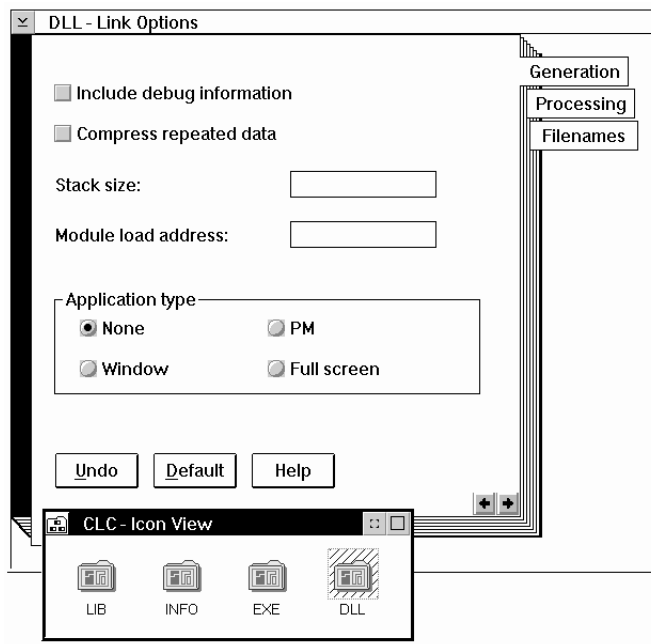 DLL - Link Options
Generation
Include debug information
Processing
Compress repeated data
Filenames
Stack size:
Module load address:
Application type
None
PM
Window
Full screen
Undo
Default
Help
CLC - Icon View
LIB
INFO
EXE
DLL